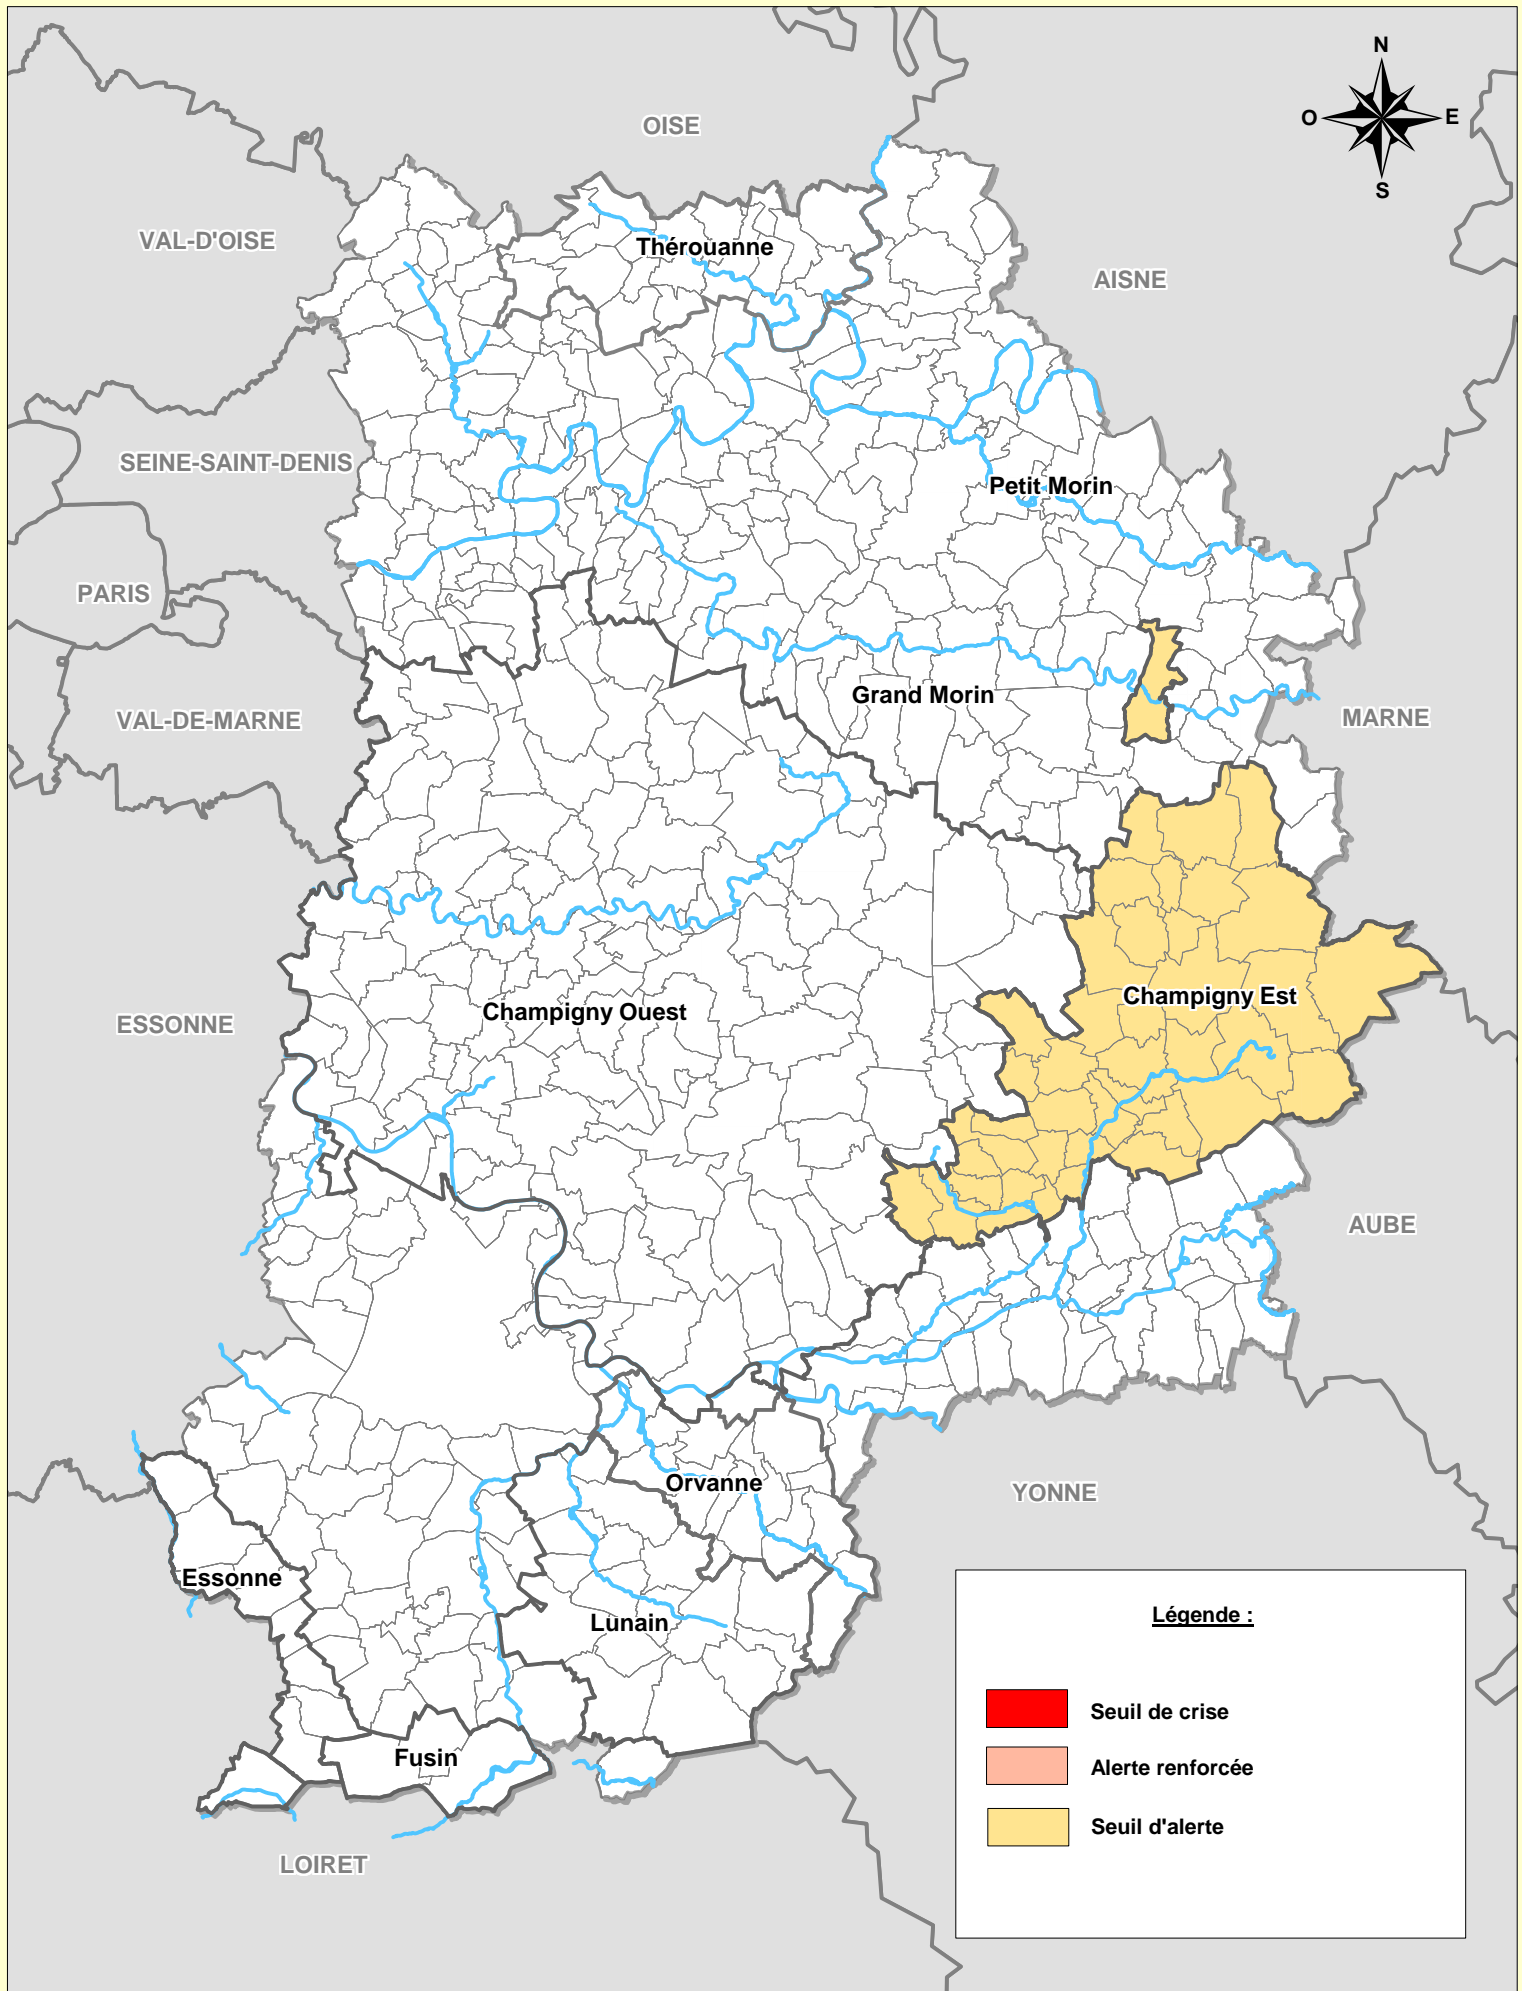 N
OISE
O
E
S
VAL-D'OISE
Thérouanne
AISNE
SEINE-SAINT-DENIS
Petit Morin
PARIS
Grand Morin
VAL-DE-MARNE
MARNE
Champigny Est
Champigny Ouest
ESSONNE
AUBE
Orvanne
YONNE
Essonne
Lunain
Légende :
Seuil de crise
Fusin
Alerte renforcée
Seuil d'alerte
LOIRET